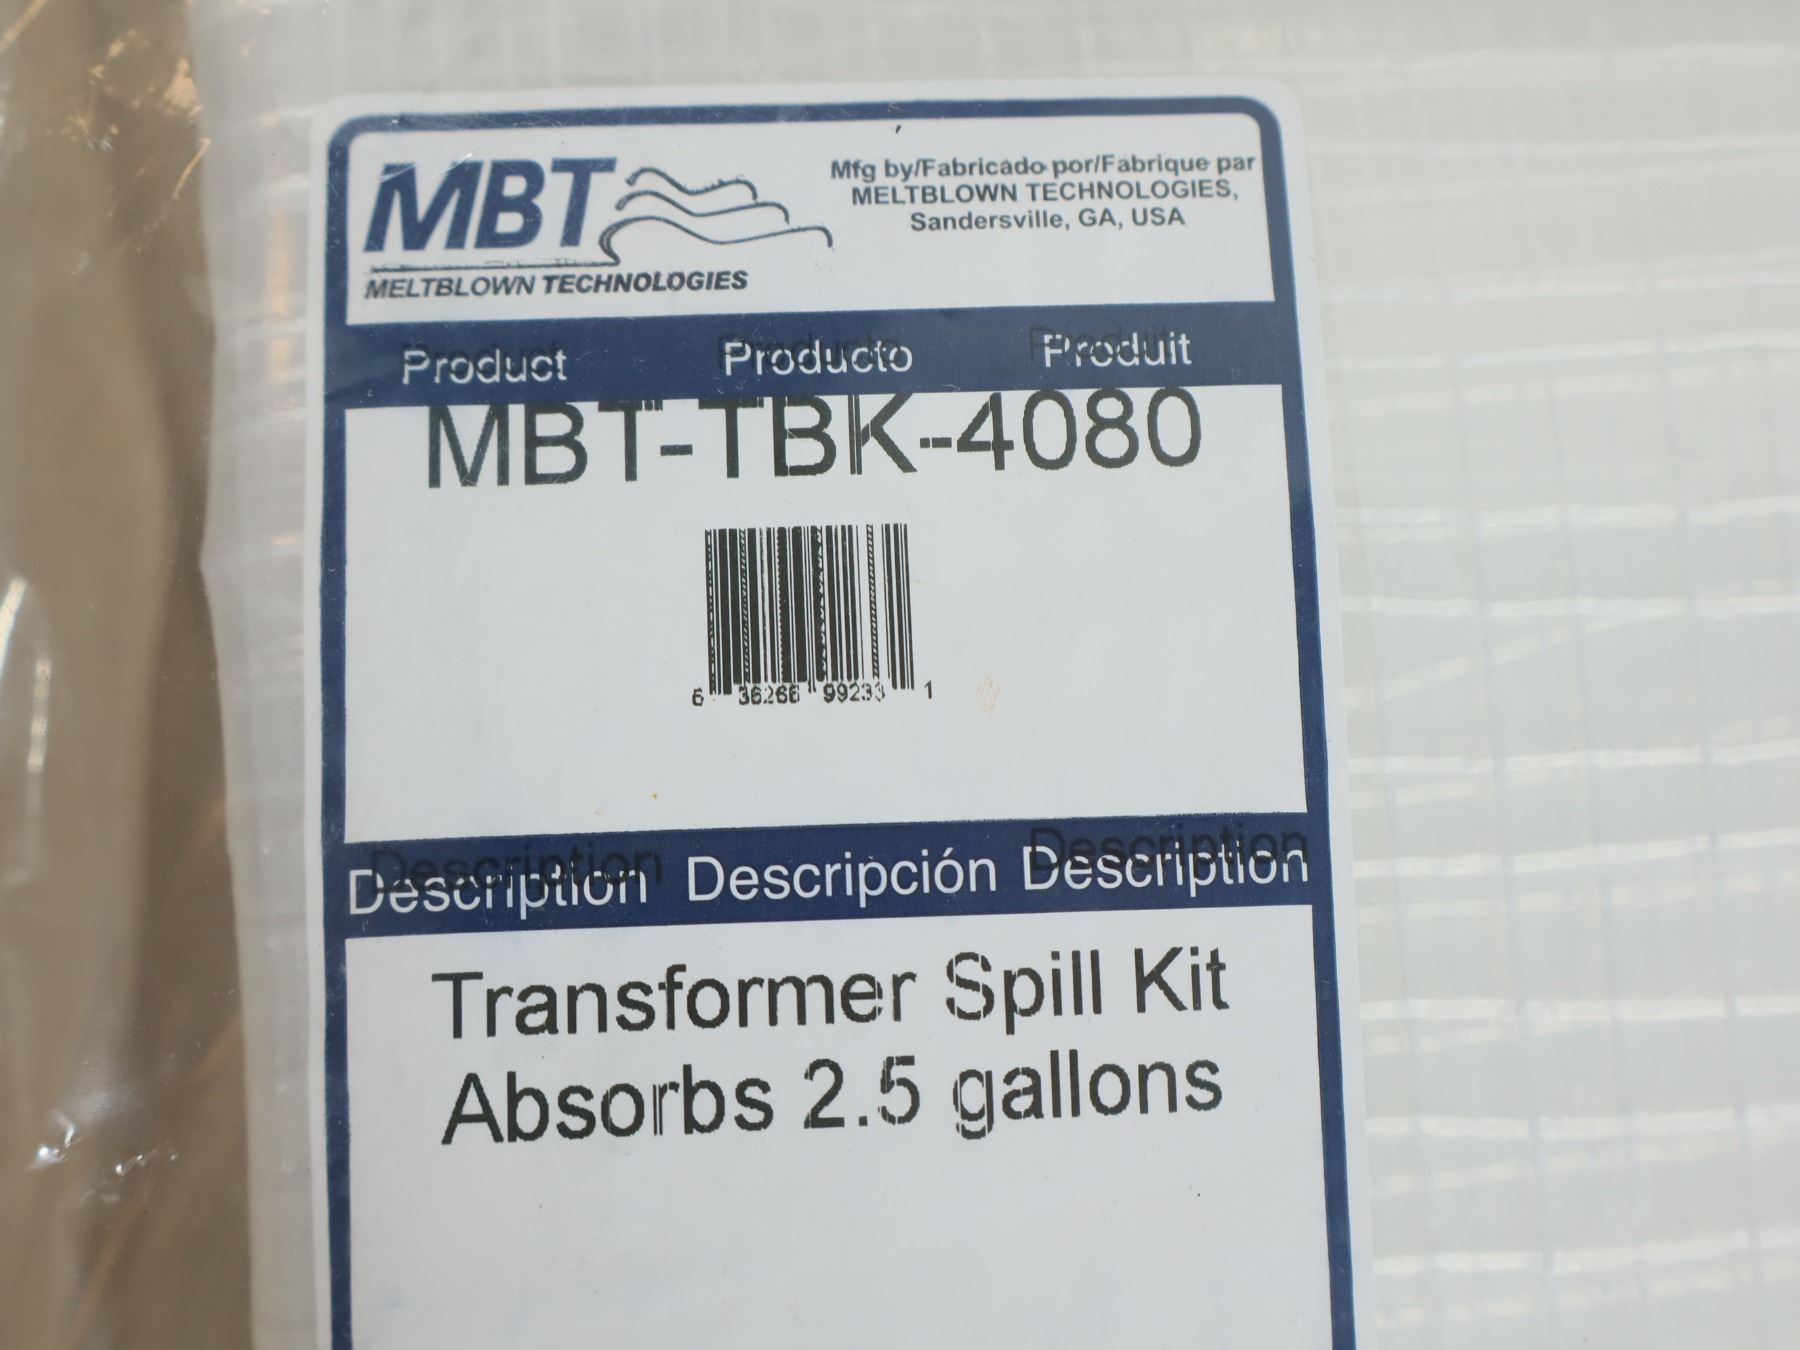 MBT
MELTBLOWN TECHNOLOGIES
Mfg by/Fabricado por/Fabrique par
MELTBLOWN TECHNOLOGIES,
Sandersville, GA, USA
Product Producto Produit
MBT-TBK-4080
6 36266 99233 1
Description Descripción Description
Transformer Spill Kit
Absorbs 2.5 gallons